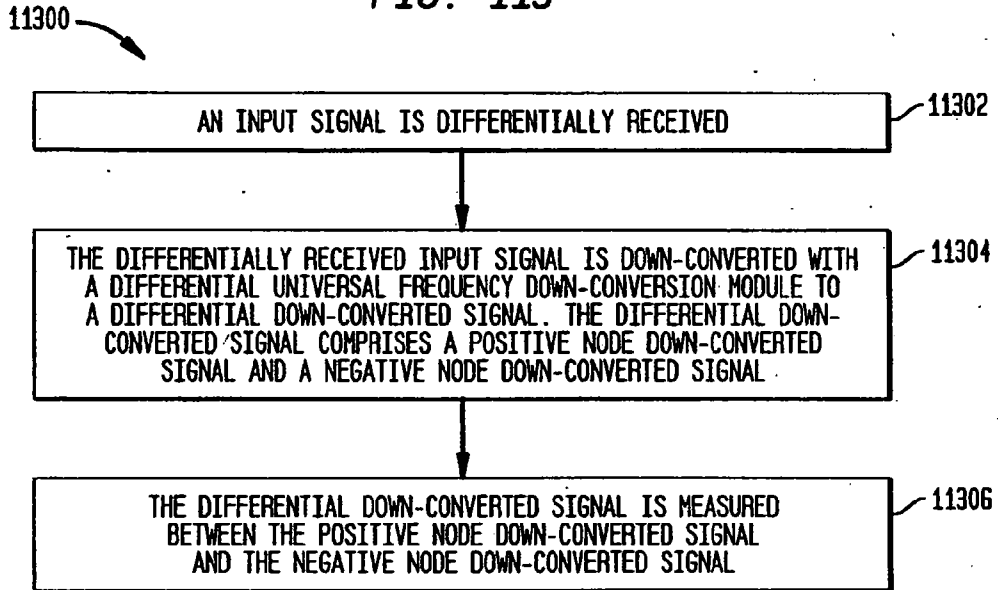 FIG. 113
11300
AN INPUT SIGNAL IS DIFFERENTIALLY RECEIVED
11302
THE DIFFERENTIALLY RECEIVED INPUT SIGNAL IS DOWN-CONVERTED WITH
A DIFFERENTIAL UNIVERSAL FREQUENCY DOWN-CONVERSION MODULE TO
A DIFFERENTIAL DOWN-CONVERTED SIGNAL. THE DIFFERENTIAL DOWN-
CONVERTED SIGNAL COMPRISES A POSITIVE NODE DOWN-CONVERTED
SIGNAL AND A NEGATIVE NODE DOWN-CONVERTED SIGNAL
11304
THE DIFFERENTIAL DOWN-CONVERTED SIGNAL IS MEASURED
BETWEEN THE POSITIVE NODE DOWN-CONVERTED SIGNAL
AND THE NEGATIVE NODE DOWN-CONVERTED SIGNAL
11306